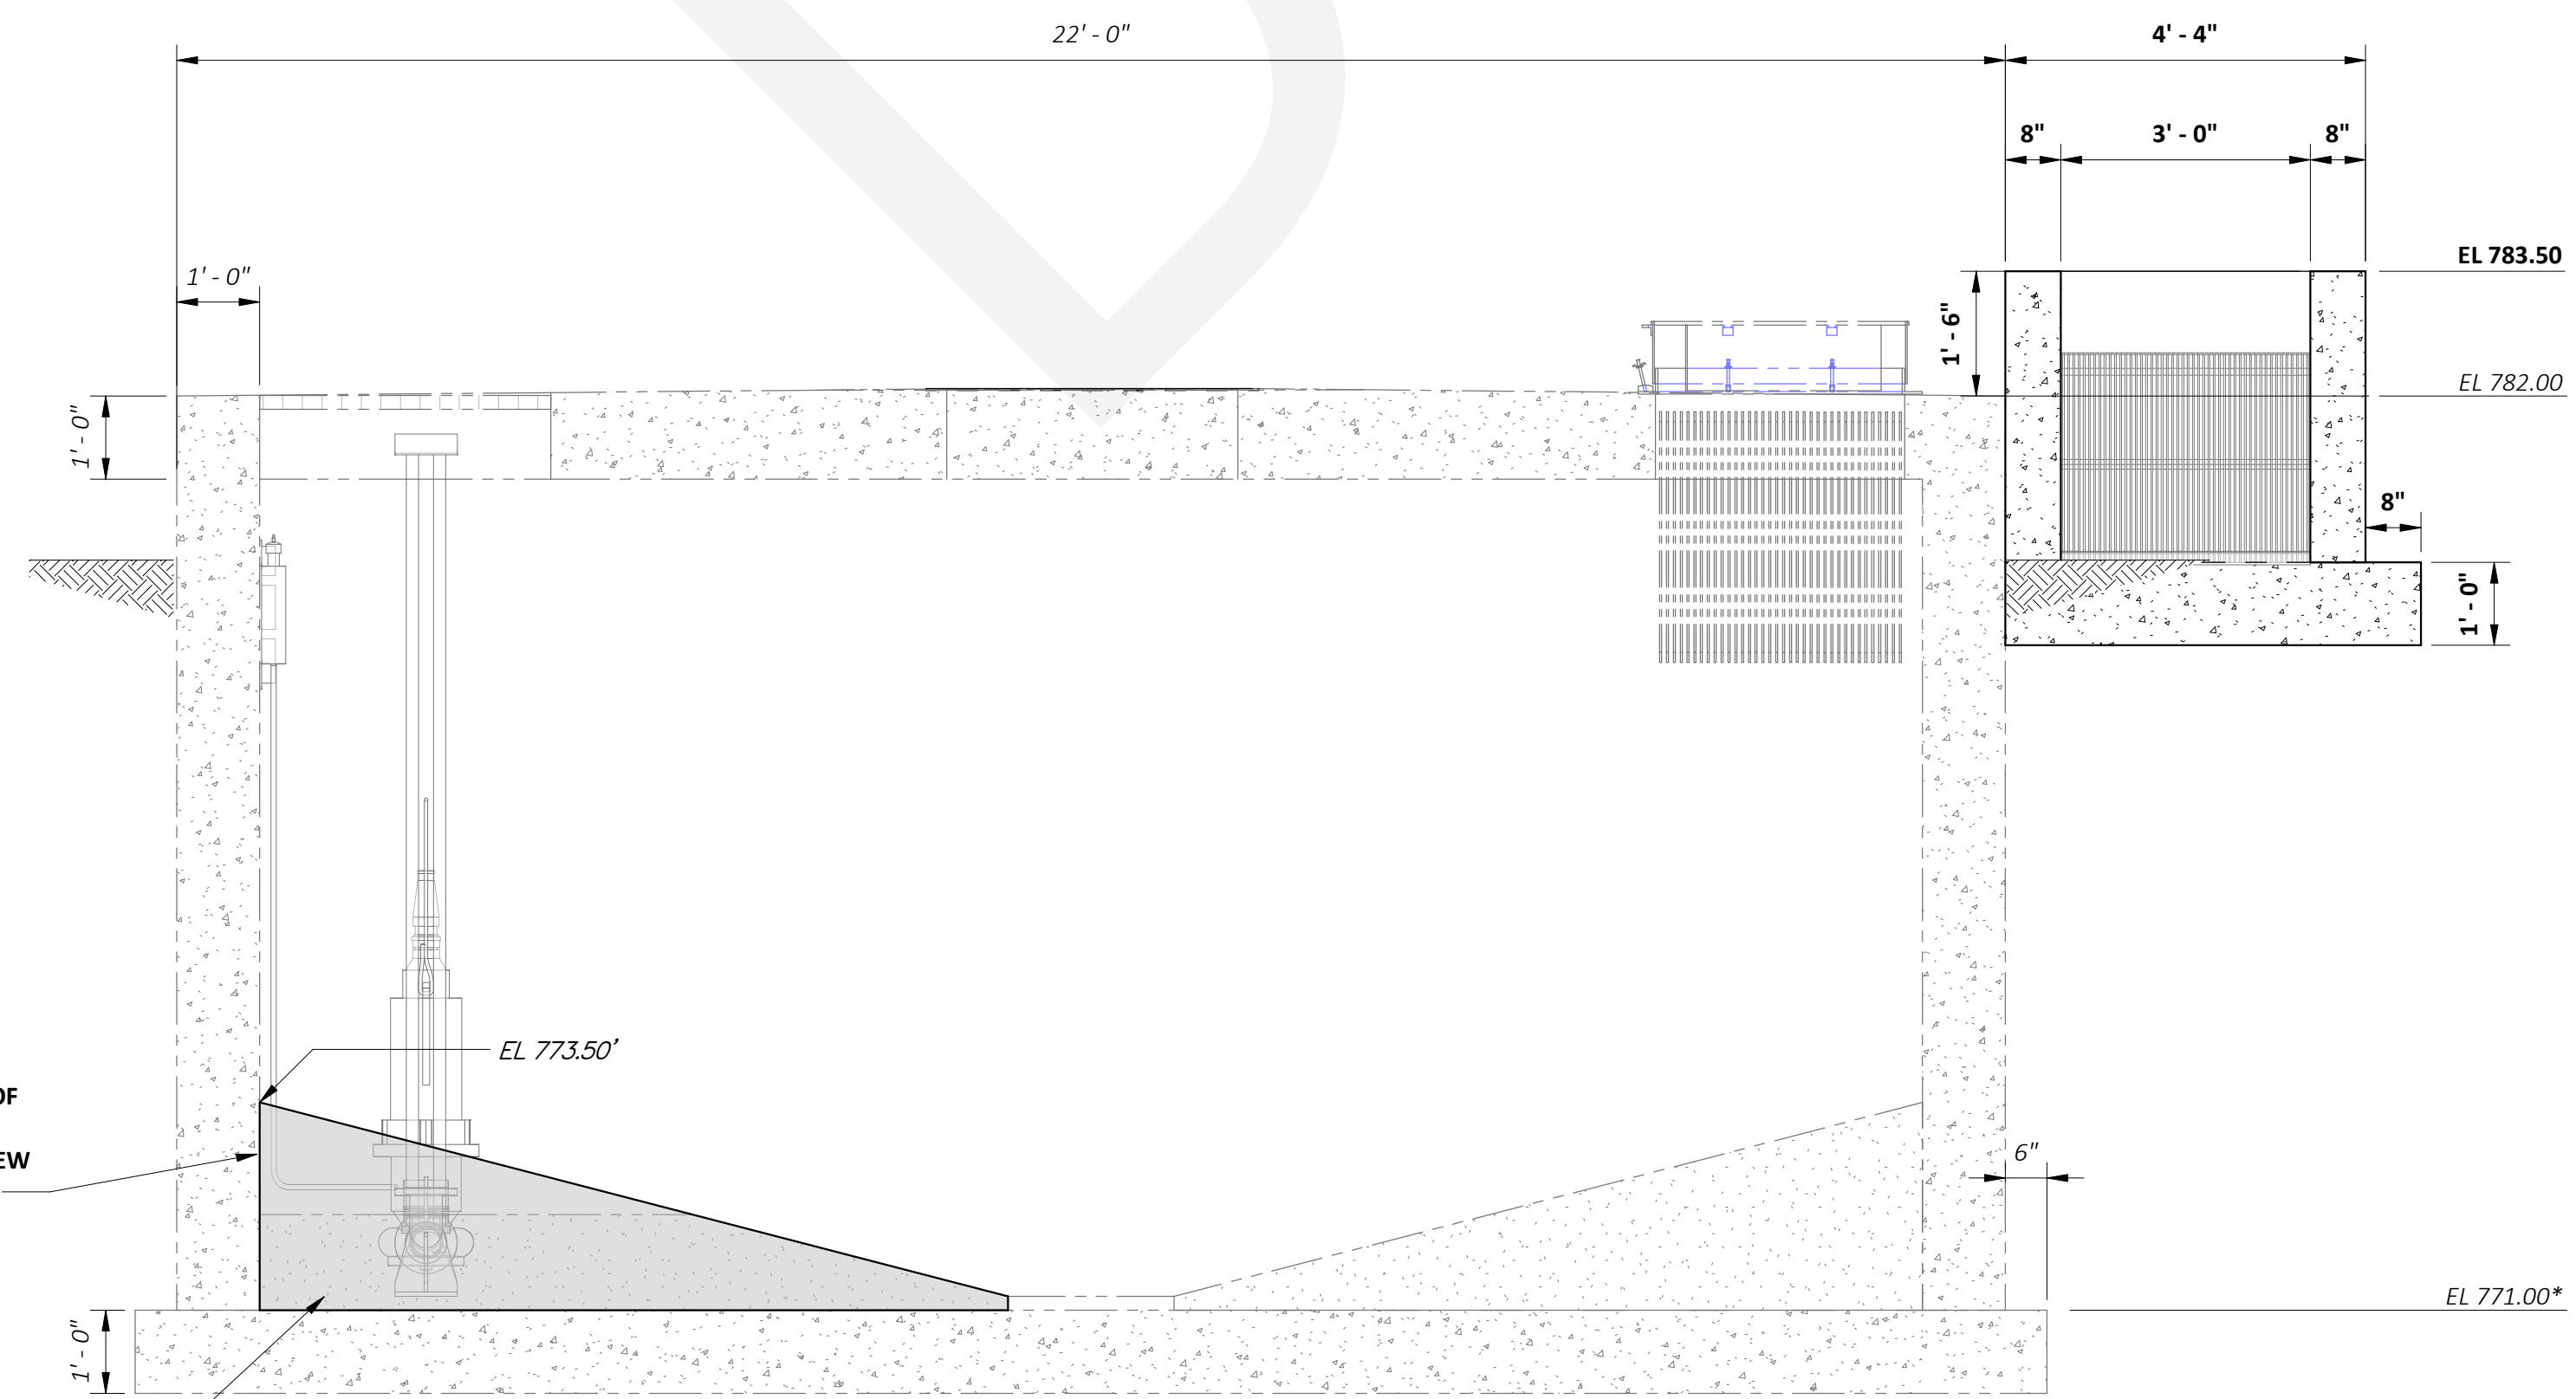 22' - 0"
4' - 4"
8"
3' - 0"
8"
EL 783.50
1' - 0"
1' - 6"
EL 782.00
1' - 0"
8"
1' - 0"
EL 773.50'
OF
EW
6"
EL 771.00*
1' - 0"